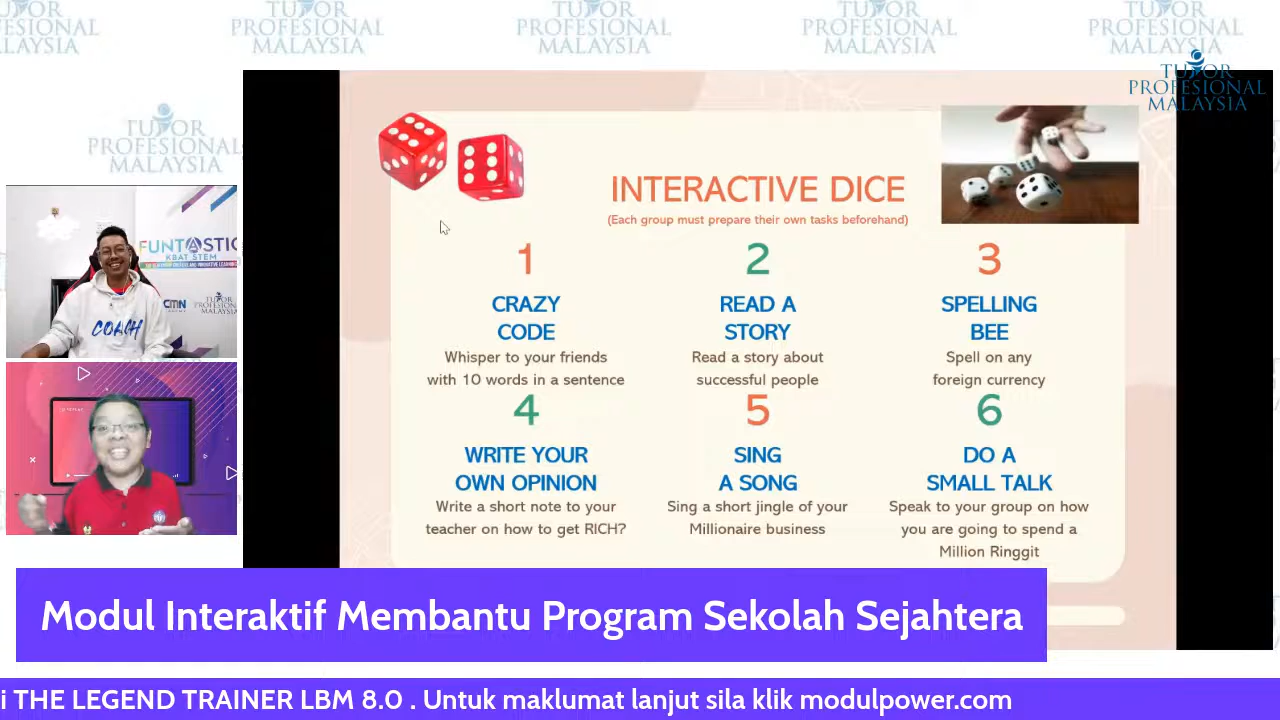 TUTOR PROFESIONAL MALAYSIA
TUTOR
PROFESIONAL
MALAYSIA
FUNTASTIC
KBAT STEM
COACH
CMN
INTERACTIVE DICE
(Each group must prepare their own tasks beforehand)
1
CRAZY
CODE
Whisper to your friends
with 10 words in a sentence
2
READ A
STORY
Read a story about
successful people
3
SPELLING
BEE
Spell on any
foreign currency
4
WRITE YOUR
OWN OPINION
Write a short note to your
teacher on how to get RICH?
5
SING
A SONG
Sing a short jingle of your
Millionaire business
6
DO A
SMALL TALK
Speak to your group on how
you are going to spend a
Million Ringgit
Modul Interaktif Membantu Program Sekolah Sejahtera
i THE LEGEND TRAINER LBM 8.0 . Untuk maklumat lanjut sila klik modulpower.com